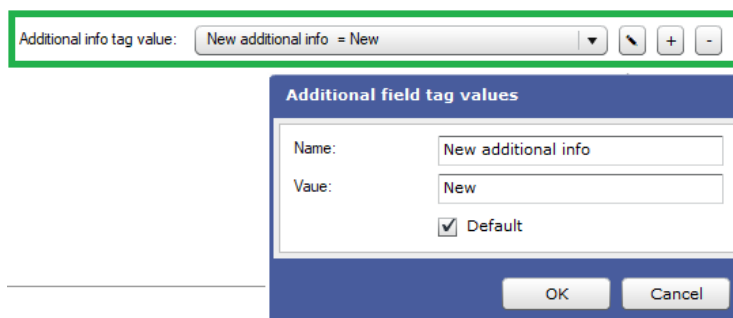 Additional info tag value: New additional info = New + -
Additional field tag values
Name: New additional info
Vaue: New
Default
OK Cancel